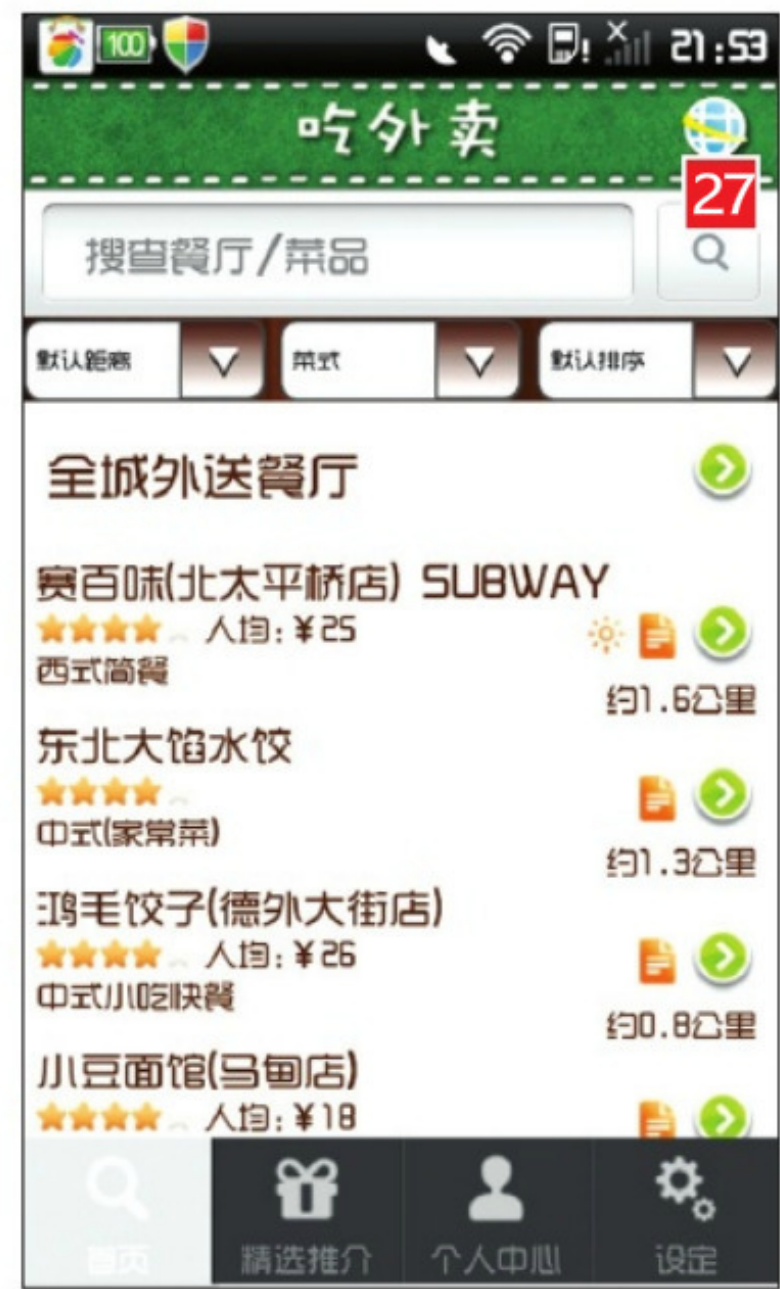 100 21:53
吃外卖
27
搜查餐厅/菜品
默认距离 菜式 默认排序
全城外送餐厅
赛百味(北太平桥店) SUBWAY
人均:¥25
西式简餐
约1.6公里
东北大馅水饺
中式(家常菜)
约1.3公里
鸿毛饺子(德外大街店)
人均:¥26
中式小吃快餐
约0.8公里
小豆面馆(马甸店)
人均:¥18
首页 精选推介 个人中心 设定